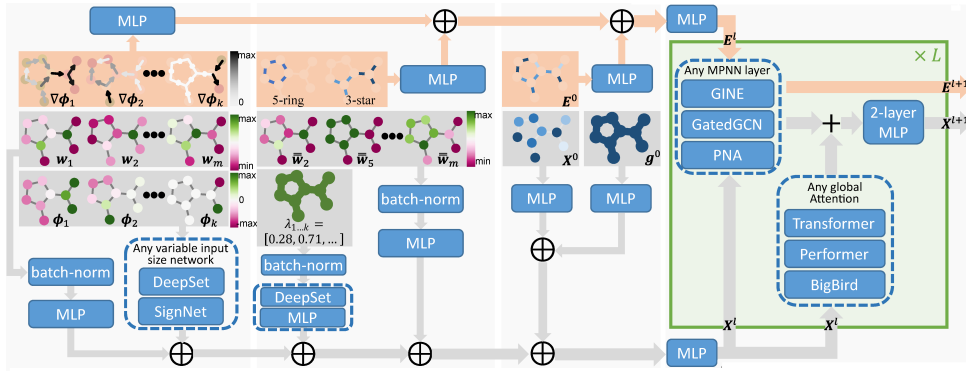 MLP
MLP
× L
E^l
max
0
∇ϕ_1
∇ϕ_2
∇ϕ_k
5-ring
3-star
MLP
E^0
MLP
Any MPNN layer
GINE
GatedGCN
PNA
E^{l+1}
X^{l+1}
2-layer
MLP
w_1
w_2
w_m
w̿_2
w̿_5
w̿_m
max
min
X^0
g^0
ϕ_1
ϕ_2
ϕ_k
max
0
min
λ_{1…k} =
[0.28, 0.71, …]
batch-norm
MLP
MLP
MLP
Any global
Attention
Transformer
Performer
BigBird
Any variable input
size network
DeepSet
SignNet
batch-norm
MLP
batch-norm
DeepSet
MLP
X^l
X^l
MLP